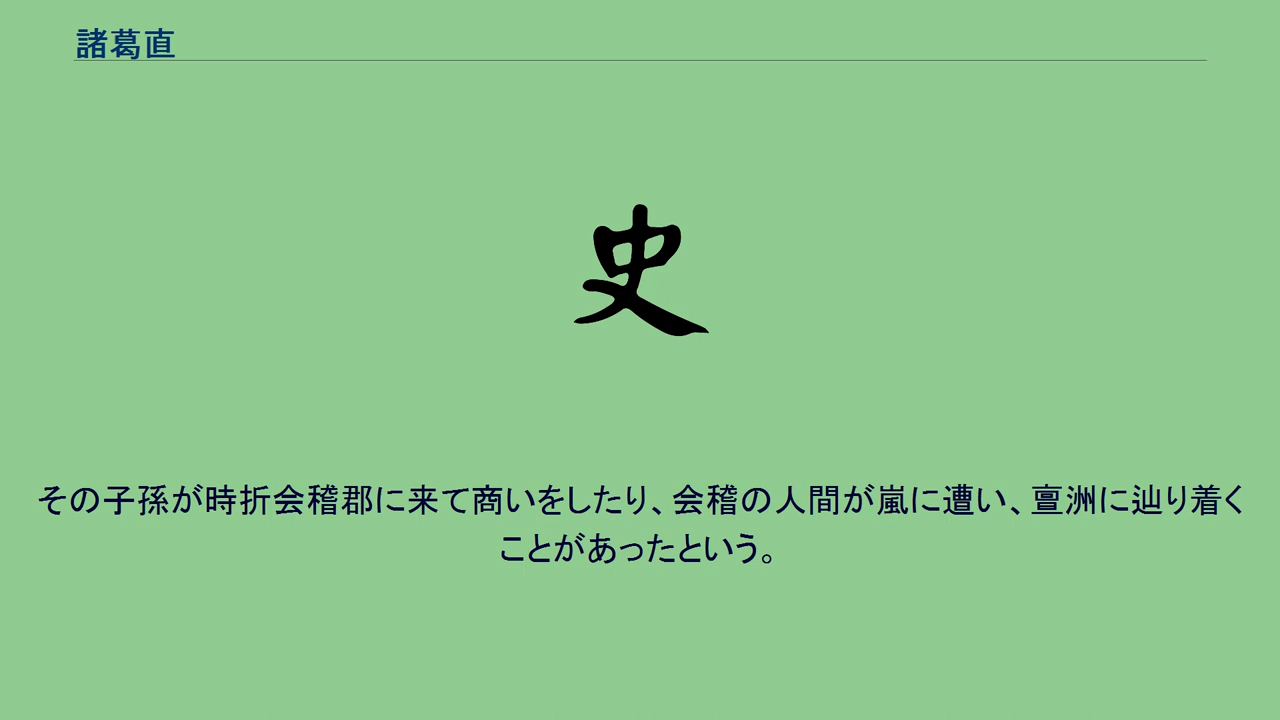 諸葛直
史
その子孫が時折会稽郡に来て商いをしたり、会稽の人間が嵐に遭い、亶洲に辿り着く
ことがあったという。